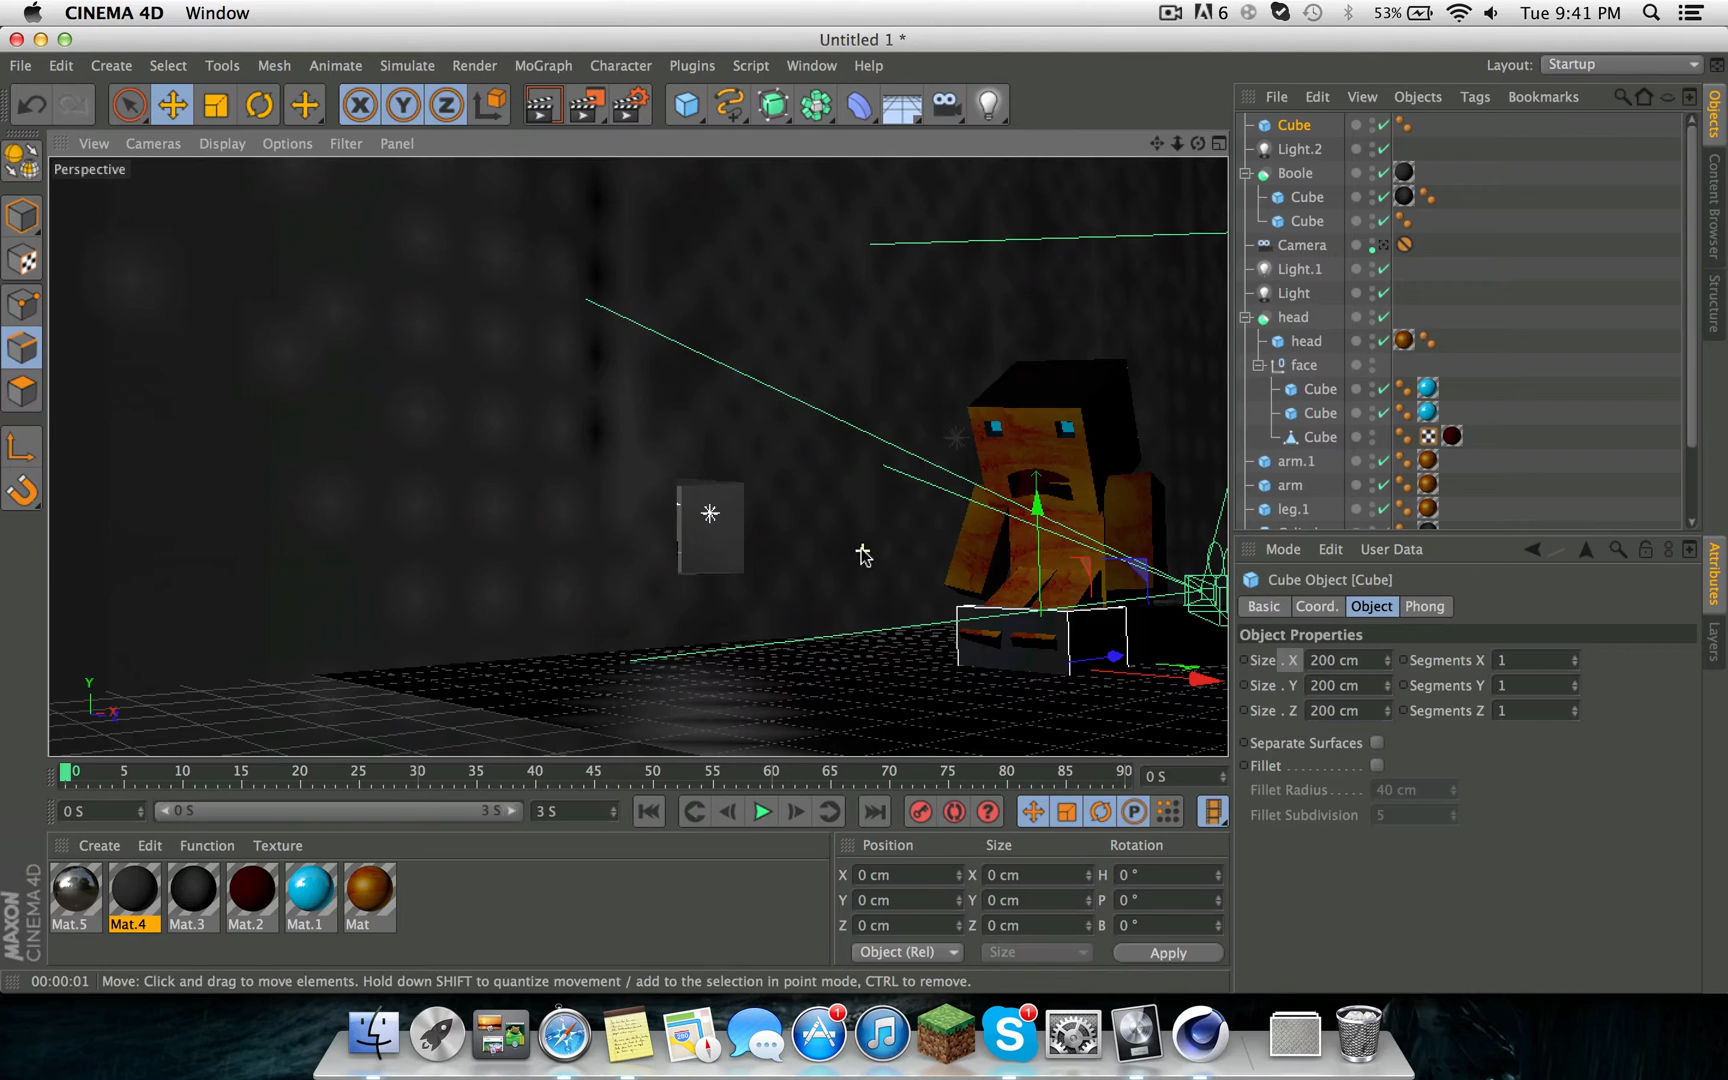 CINEMA 4D Window
6 53% Tue 9:41 PM
Untitled 1 *
File Edit Create Select Tools Mesh Animate Simulate Render MoGraph Character Plugins Script Window Help Layout: Startup
X Y Z
File Edit View Objects Tags Bookmarks
View Cameras Display Options Filter Panel
Perspective
Cube
Light.2
Boole
Cube
Cube
Camera
Light.1
Light
head
head
face
Cube
Cube
Cube
arm.1
arm
leg.1
Objects
Content Browser
Structure
Mode Edit User Data
Cube Object [Cube]
Basic Coord. Object Phong
Object Properties
Size . X 200 cm Segments X 1
Size . Y 200 cm Segments Y 1
Size . Z 200 cm Segments Z 1
Separate Surfaces
Fillet
Fillet Radius 40 cm
Fillet Subdivision 5
Attributes
Layers
Y
X
0 5 10 15 20 25 30 35 40 45 50 55 60 65 70 75 80 85 90 0 S
0 S 0 S 3 S 3 S
Create Edit Function Texture
Mat.5 Mat.4 Mat.3 Mat.2 Mat.1 Mat
Position Size Rotation
X 0 cm X 0 cm H 0 °
Y 0 cm Y 0 cm P 0 °
Z 0 cm Z 0 cm B 0 °
Object (Rel) Size Apply
MAXON
CINEMA 4D
00:00:01 Move: Click and drag to move elements. Hold down SHIFT to quantize movement / add to the selection in point mode, CTRL to remove.
1 1